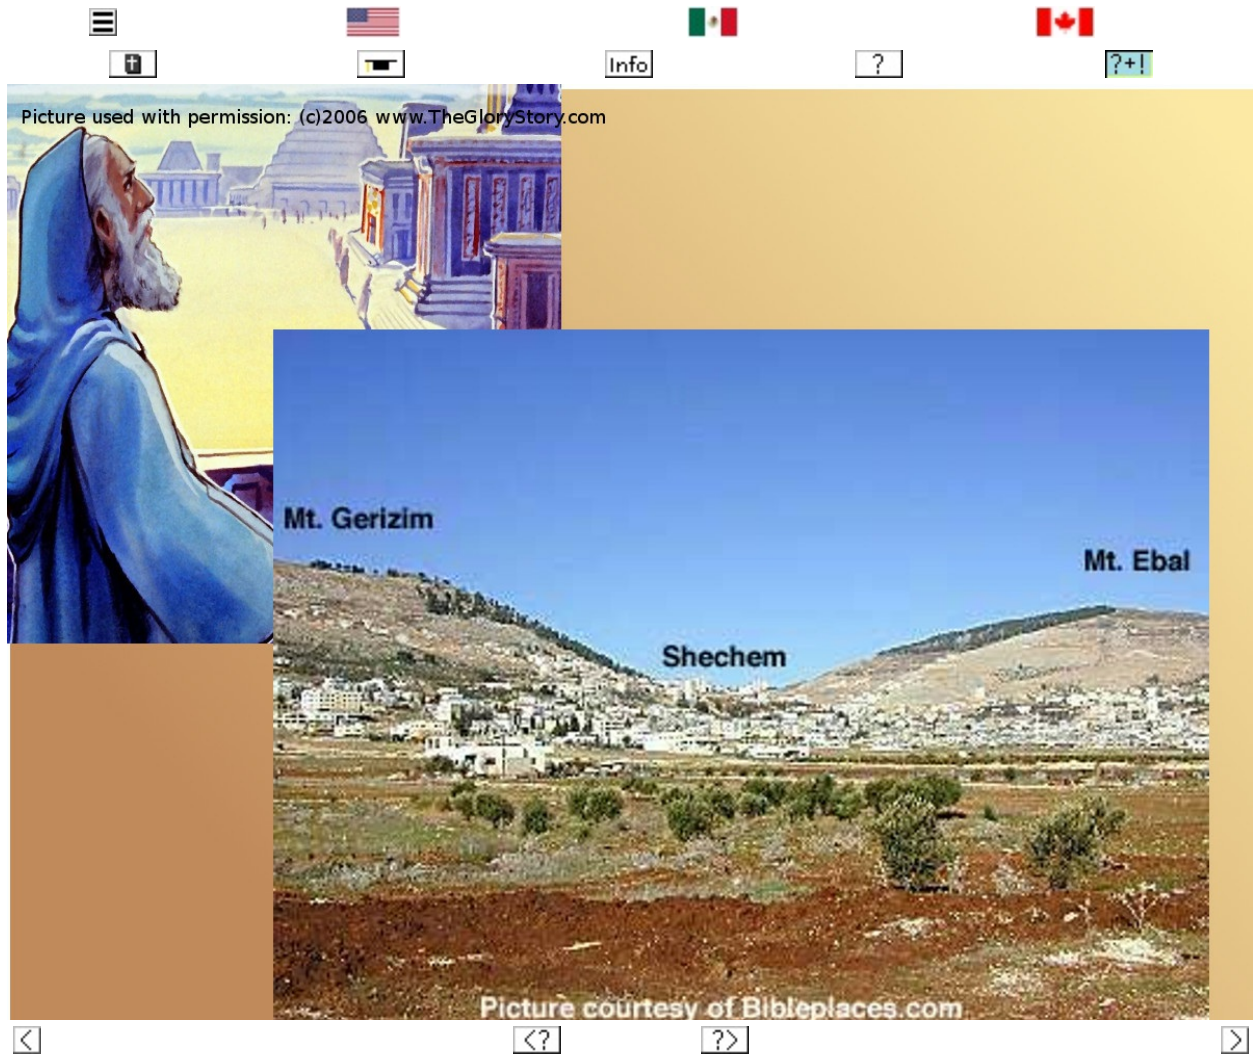 Info
?
?+!
Picture used with permission: (c)2006 www.TheGloryStory.com
Mt. Gerizim
Mt. Ebal
Shechem
Picture courtesy of Bibleplaces.com
<
<?
?>
>